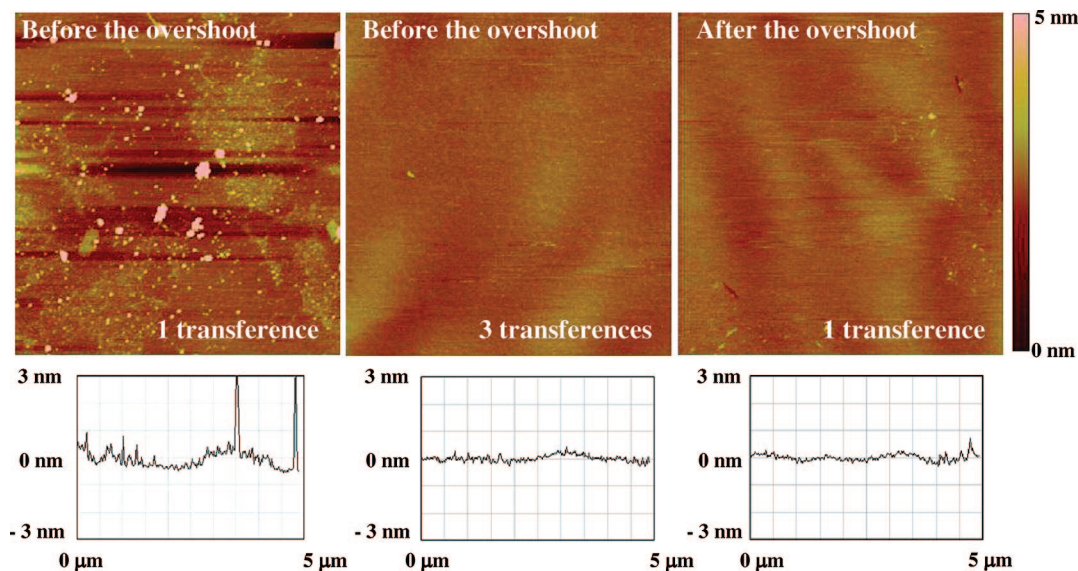 Before the overshoot
1 transference
Before the overshoot
3 transferences
After the overshoot
1 transference
5 nm
0 nm
3 nm
0 nm
- 3 nm
0 µm
5 µm
3 nm
0 nm
- 3 nm
0 µm
5 µm
3 nm
0 nm
- 3 nm
0 µm
5 µm